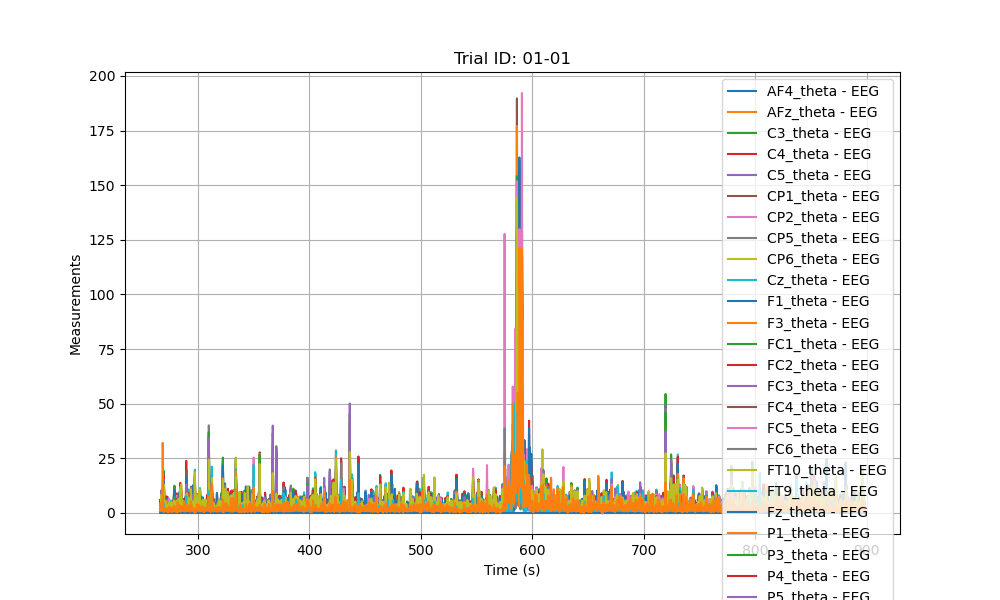 Trial ID: 01-01
200
175
150
125
100
75
50
25
0
Measurements
300
400
500
600
700
800
900
Time (s)
AF4_theta - EEG
AFz_theta - EEG
C3_theta - EEG
C4_theta - EEG
C5_theta - EEG
CP1_theta - EEG
CP2_theta - EEG
CP5_theta - EEG
CP6_theta - EEG
Cz_theta - EEG
F1_theta - EEG
F3_theta - EEG
FC1_theta - EEG
FC2_theta - EEG
FC3_theta - EEG
FC4_theta - EEG
FC5_theta - EEG
FC6_theta - EEG
FT10_theta - EEG
FT9_theta - EEG
Fz_theta - EEG
P1_theta - EEG
P3_theta - EEG
P4_theta - EEG
P5_theta - EEG